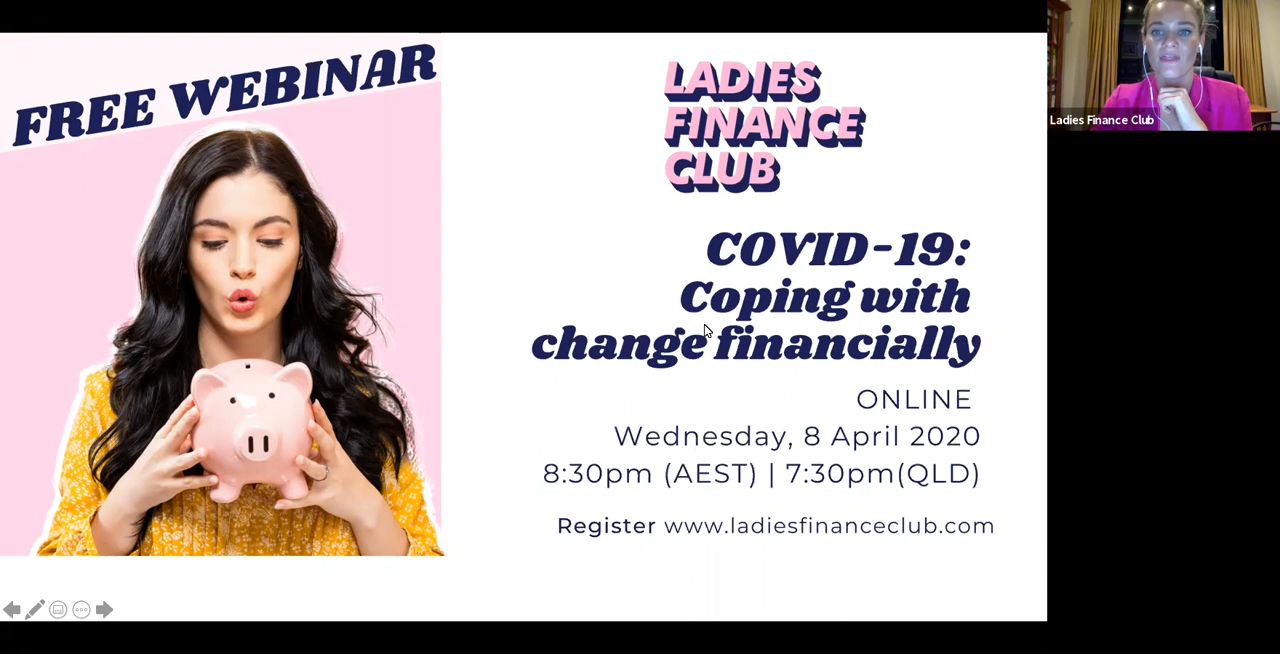 FREE WEBINAR
LADIES
FINANCE
CLUB
COVID-19:
Coping with
change financially
ONLINE
Wednesday, 8 April 2020
8:30pm (AEST) | 7:30pm(QLD)
Register www.ladiesfinanceclub.com
Ladies Finance Club